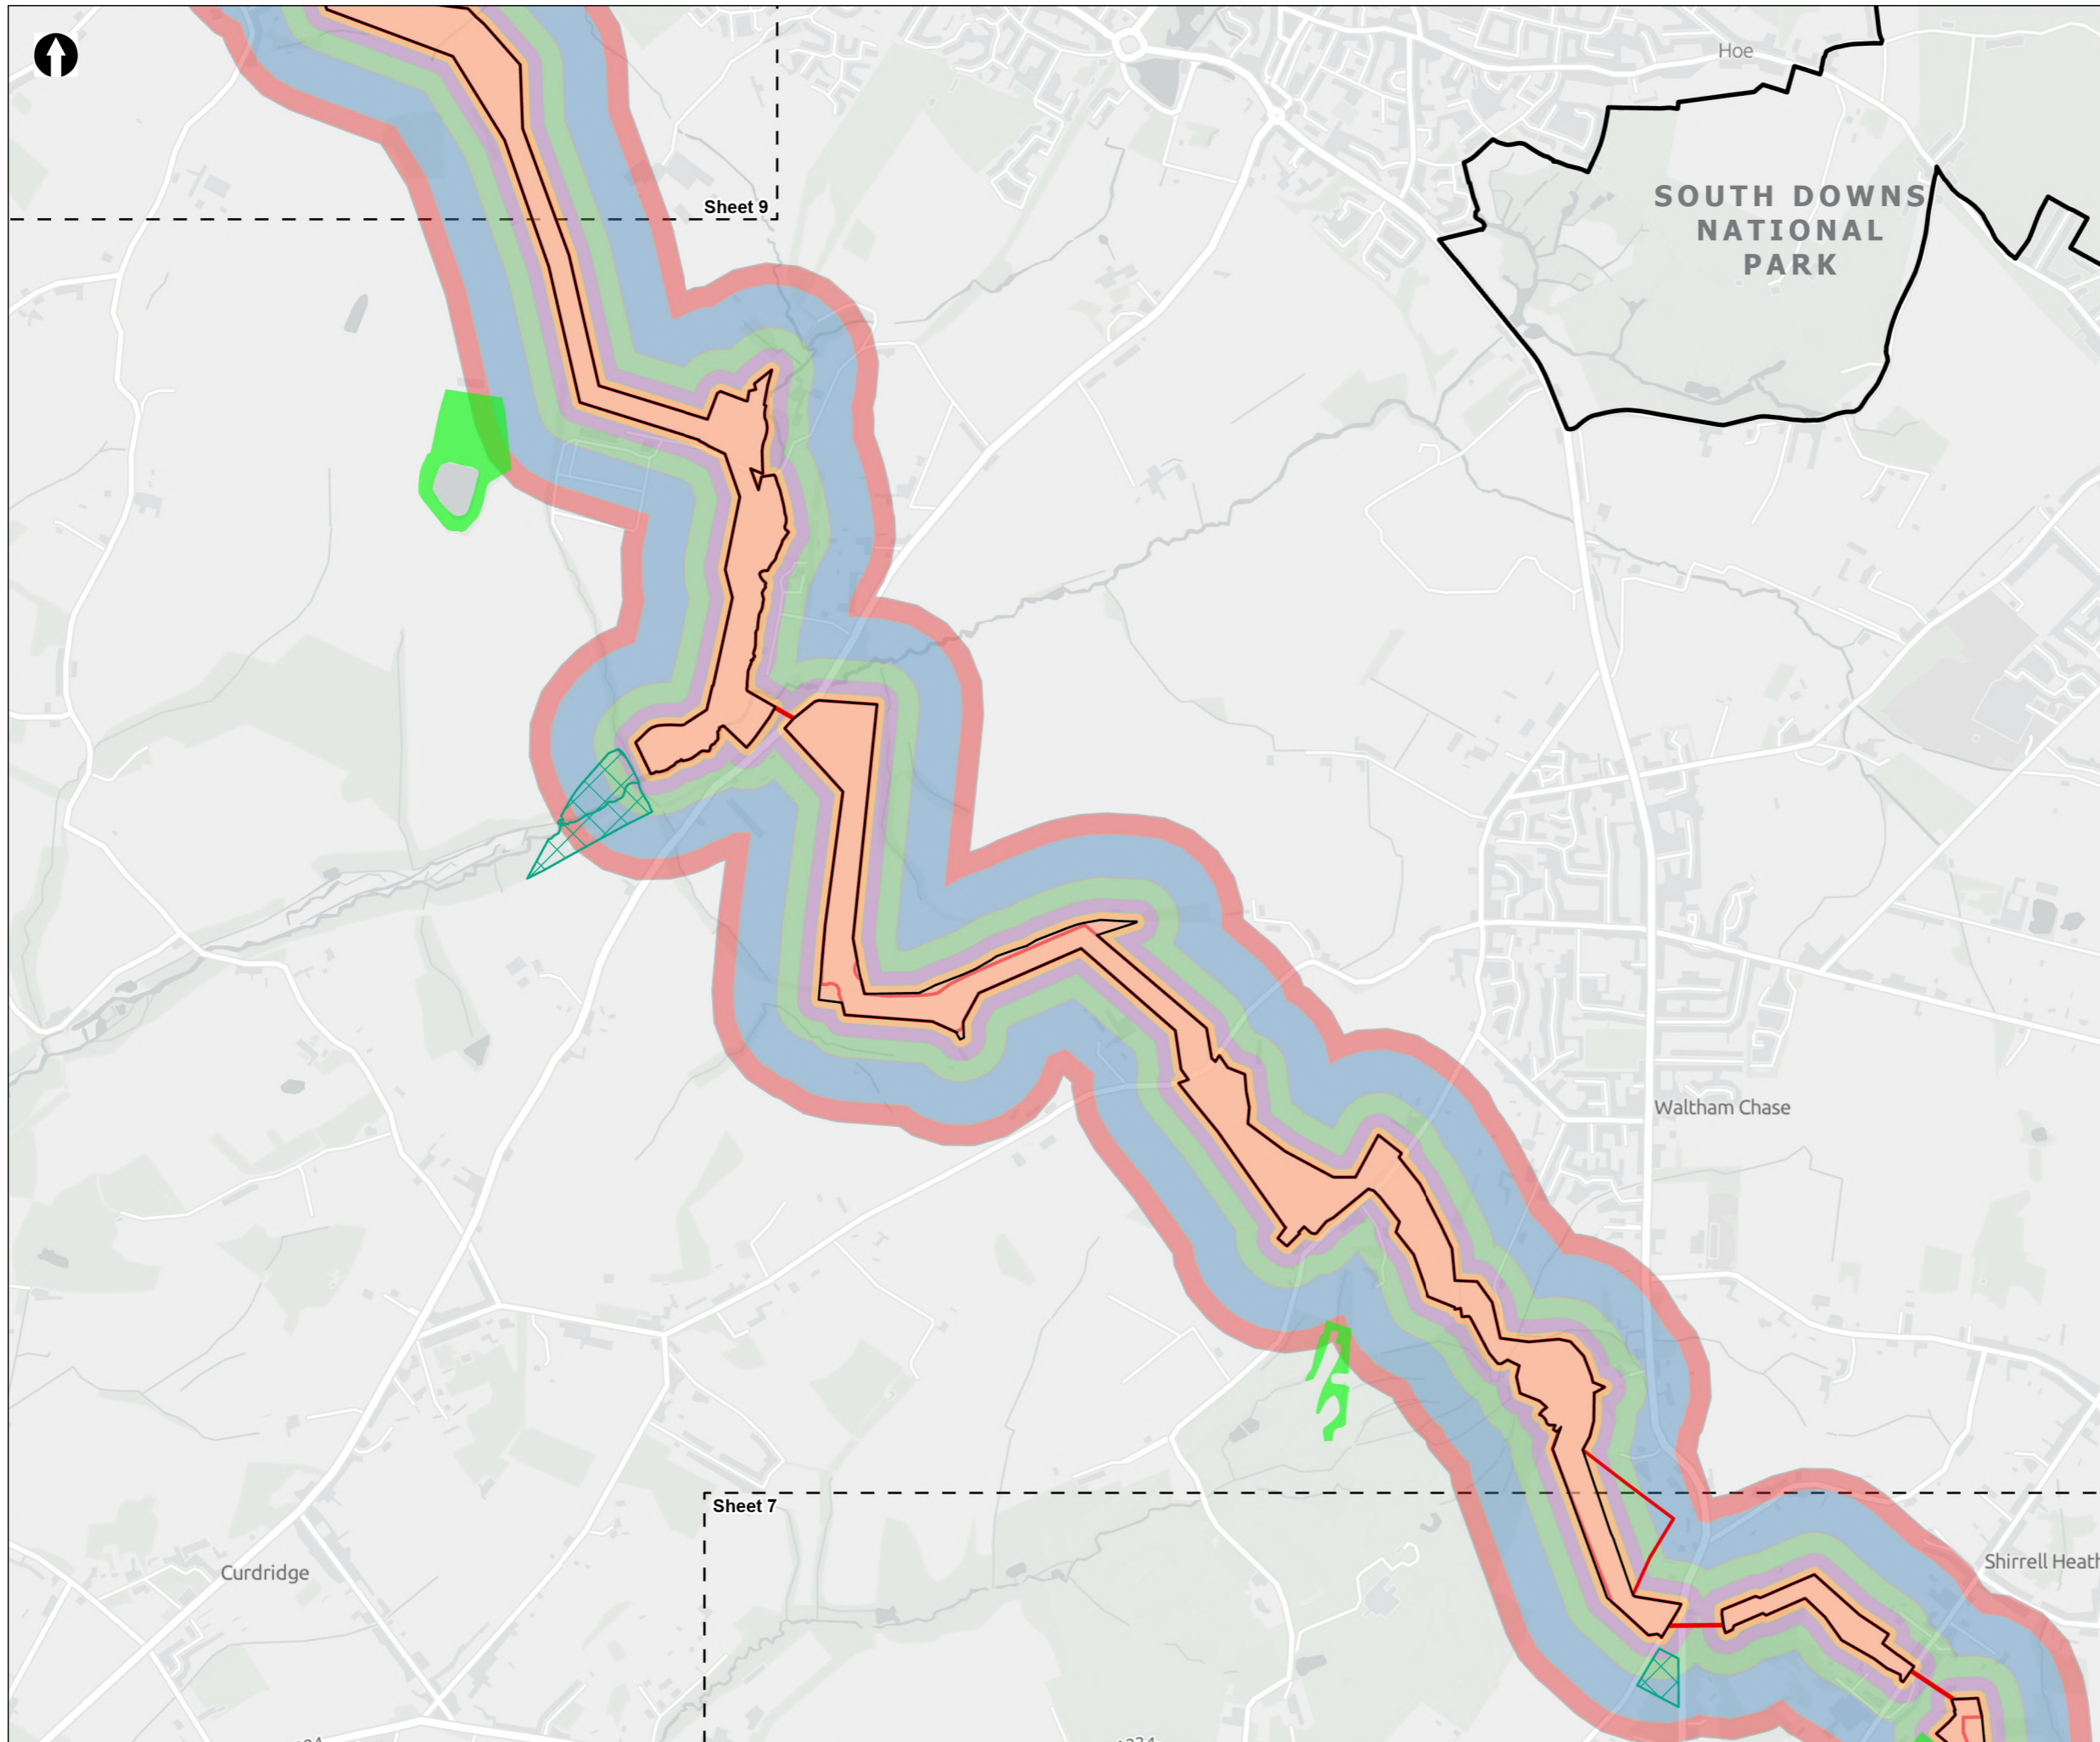 Hoe
SOUTH DOWNS
NATIONAL
PARK
Sheet 9
Waltham Chase
Sheet 7
Curdridge
Shirrell Heath